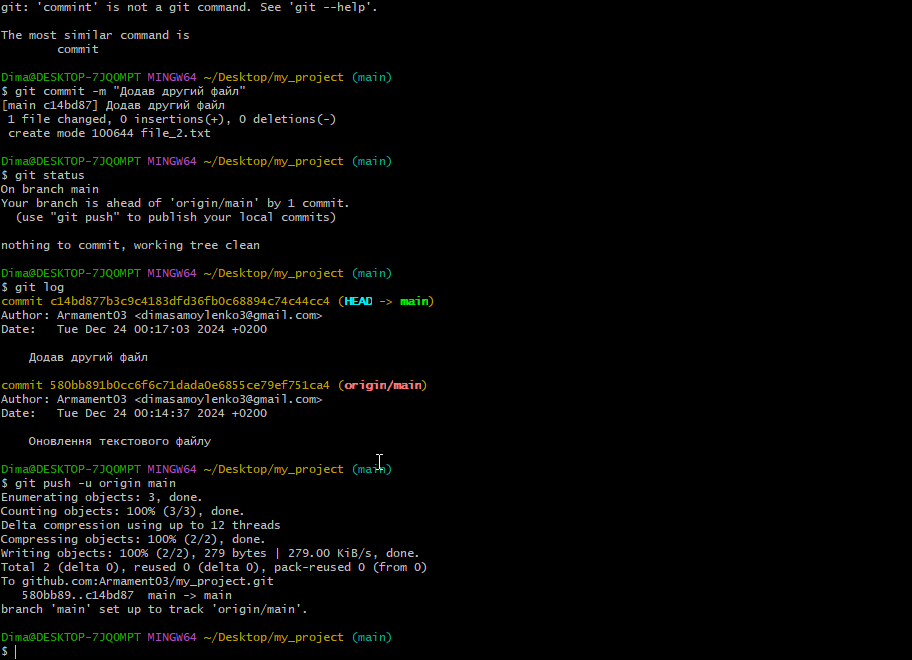 git: 'commint' is not a git command. See 'git --help'.
The most similar command is
commit
Dima@DESKTOP-7JQOMPT MINGW64 ~/Desktop/my_project (main)
$ git commit -m "Додав другий файл"
[main c14bd87] Додав другий файл
1 file changed, 0 insertions(+), 0 deletions(-)
create mode 100644 file_2.txt
Dima@DESKTOP-7JQOMPT MINGW64 ~/Desktop/my_project (main)
$ git status
On branch main
Your branch is ahead of 'origin/main' by 1 commit.
(use "git push" to publish your local commits)
nothing to commit, working tree clean
Dima@DESKTOP-7JQOMPT MINGW64 ~/Desktop/my_project (main)
$ git log
commit c14bd877b3c9c4183dfd36fb0c68894c74c44cc4 (HEAD -> main)
Author: Armament03 <dimasamoylenko3@gmail.com>
Date:   Tue Dec 24 00:17:03 2024 +0200
Додав другий файл
commit 580bb891b0cc6f6c71dada0e6855ce79ef751ca4 (origin/main)
Author: Armament03 <dimasamoylenko3@gmail.com>
Date:   Tue Dec 24 00:14:37 2024 +0200
Оновлення текстового файлу
Dima@DESKTOP-7JQOMPT MINGW64 ~/Desktop/my_project (main)
$ git push -u origin main
Enumerating objects: 3, done.
Counting objects: 100% (3/3), done.
Delta compression using up to 12 threads
Compressing objects: 100% (2/2), done.
Writing objects: 100% (2/2), 279 bytes | 279.00 KiB/s, done.
Total 2 (delta 0), reused 0 (delta 0), pack-reused 0 (from 0)
To github.com:Armament03/my_project.git
580bb89..c14bd87  main -> main
branch 'main' set up to track 'origin/main'.
Dima@DESKTOP-7JQOMPT MINGW64 ~/Desktop/my_project (main)
$